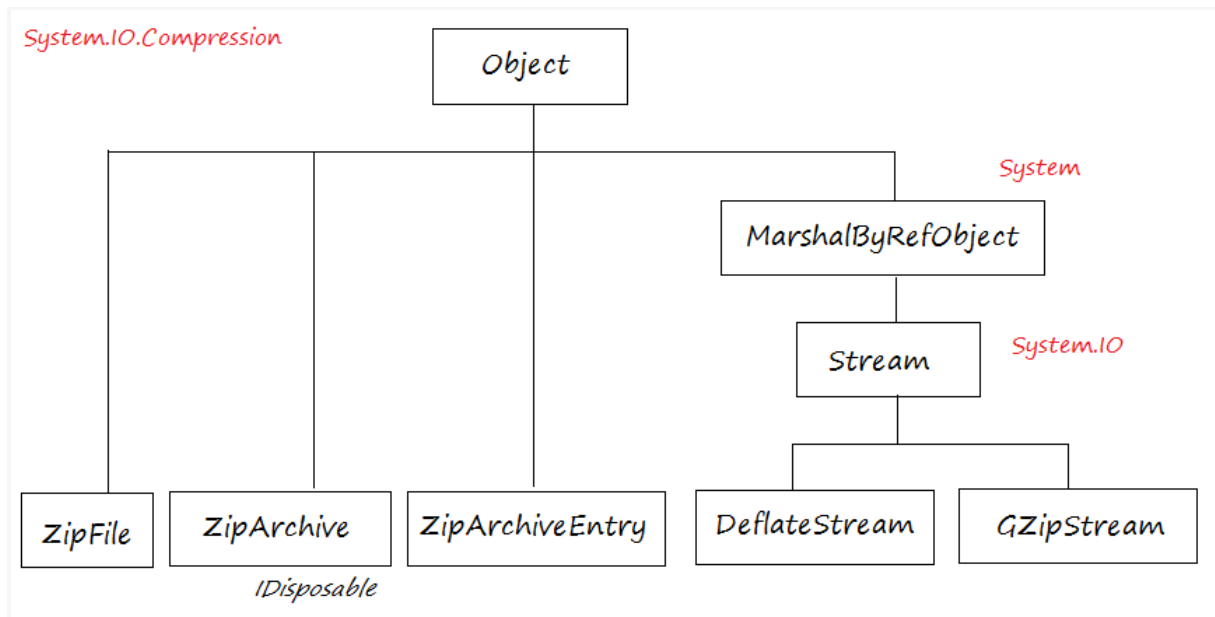 System.IO.Compression
Object
System
MarshalByRefObject
System.IO
Stream
ZipFile
ZipArchive
ZipArchiveEntry
DeflateStream
GZipStream
IDisposable